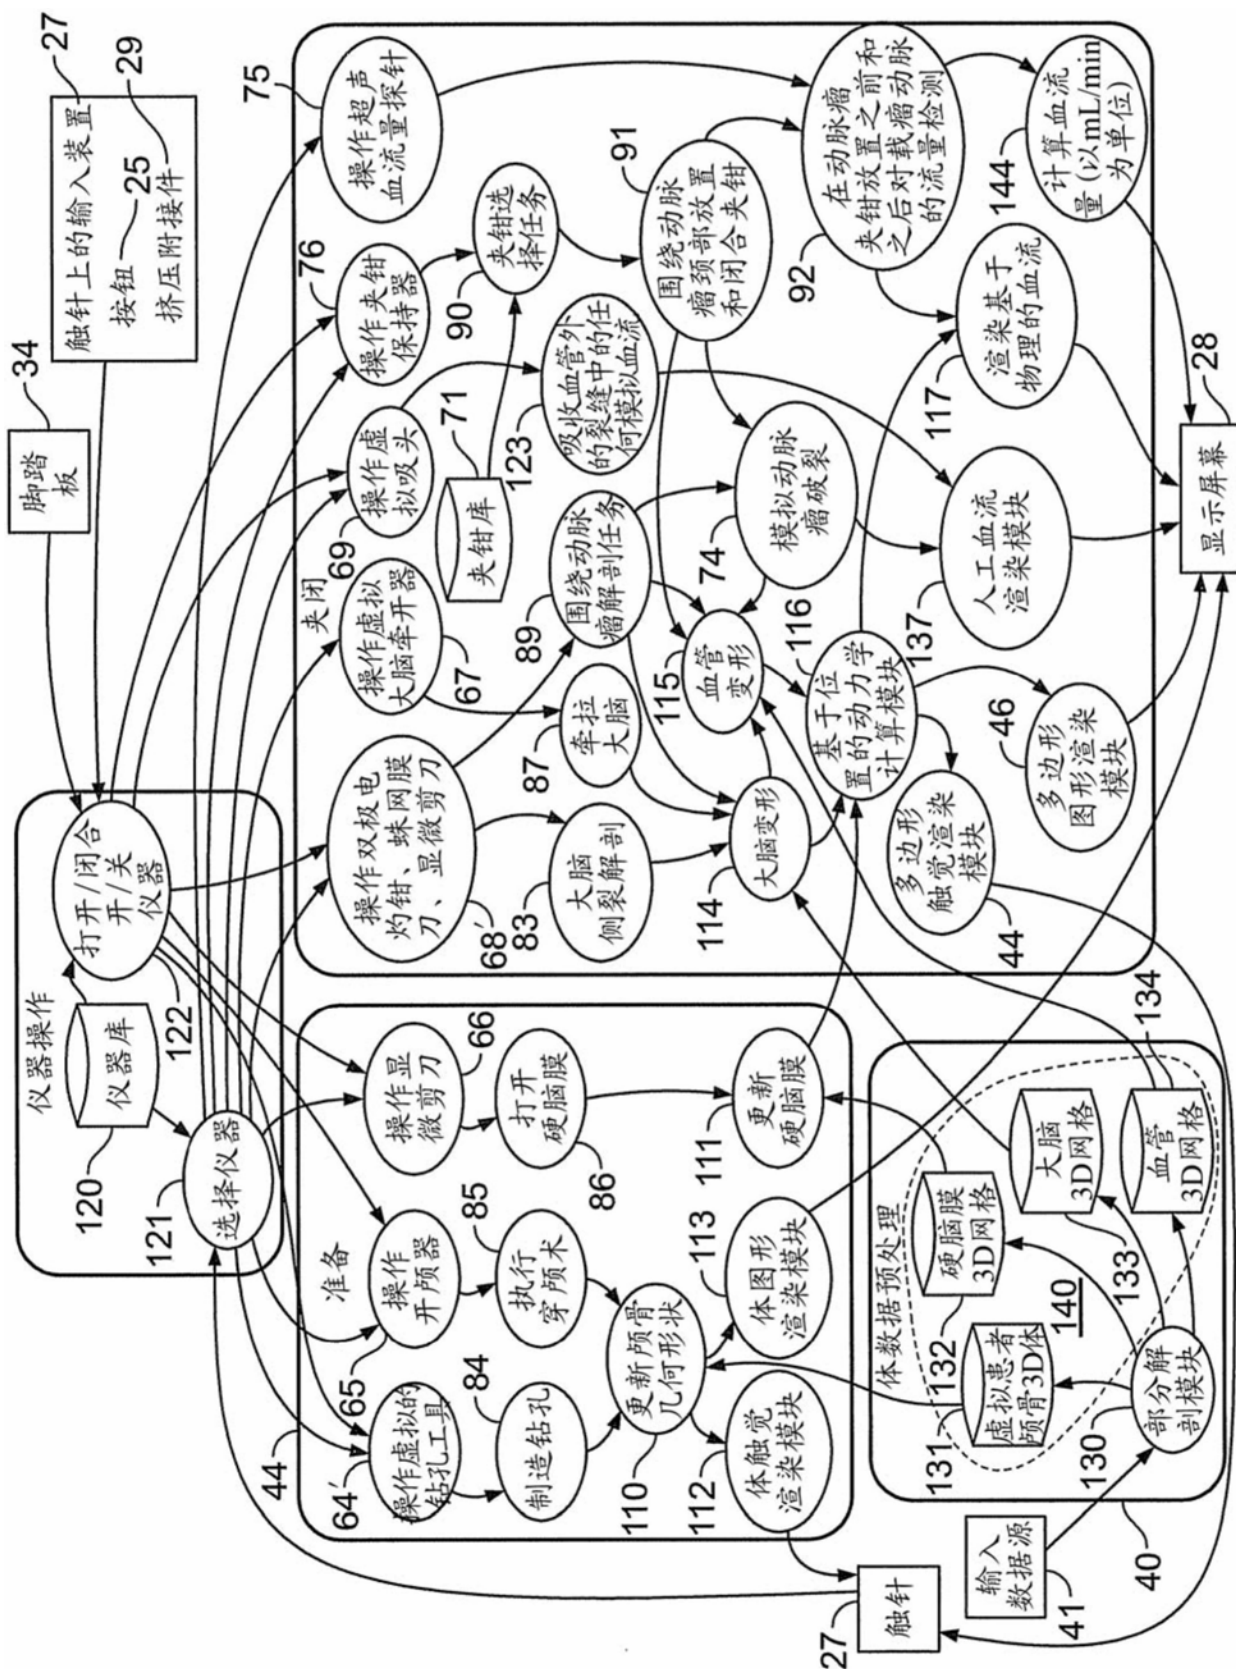 触针上的输入装置
27
按钮
25
挤压附接件
29
脚踏
板
34
仪器操作
仪器库
120
选择仪器
121
打开/闭合
开/关
仪器
122
准备
44
操作虚拟的
钻孔工具
64'
操作
开颅器
65
操作显
微剪刀
66
制造钻孔
84
执行
穿颅术
85
打开
硬脑膜
86
更新颅骨
几何形状
110
更新
硬脑膜
111
体触觉
渲染模块
112
体图形
渲染模块
113
夹闭
操作双极电
灼钳、蛛网膜
刀、显微剪刀
68'
操作虚拟
大脑牵开器
67
操作虚
拟吸头
69
操作夹钳
保持器
76
操作超声
血流量探针
75
大脑
侧裂解剖
83
牵拉
大脑
87
围绕动脉
瘤解剖任务
89
夹钳库
71
吸收血管外
的裂缝中的任
何模拟血流
123
夹钳选
择任务
90
围绕动脉
瘤颈部放置
和闭合夹钳
91
在动脉瘤
夹钳放置之前和
之后对载瘤动脉
的流量检测
92
大脑变形
114
血管
变形
115
模拟动脉
瘤破裂
74
基于位
置的动力学
计算模块
116
多边形
触觉渲染
模块
44
多边形
图形渲染
模块
46
人工血流
渲染模块
137
渲染基于
物理的血流
117
计算血流
量(以mL/min
为单位)
144
体数据预处理
虚拟患者
颅骨3D体
131
硬脑膜
3D网格
132
140
大脑
3D网格
133
血管
3D网格
134
部分解
剖模块
130
40
输入
数据源
41
触针
27
显示屏幕
28